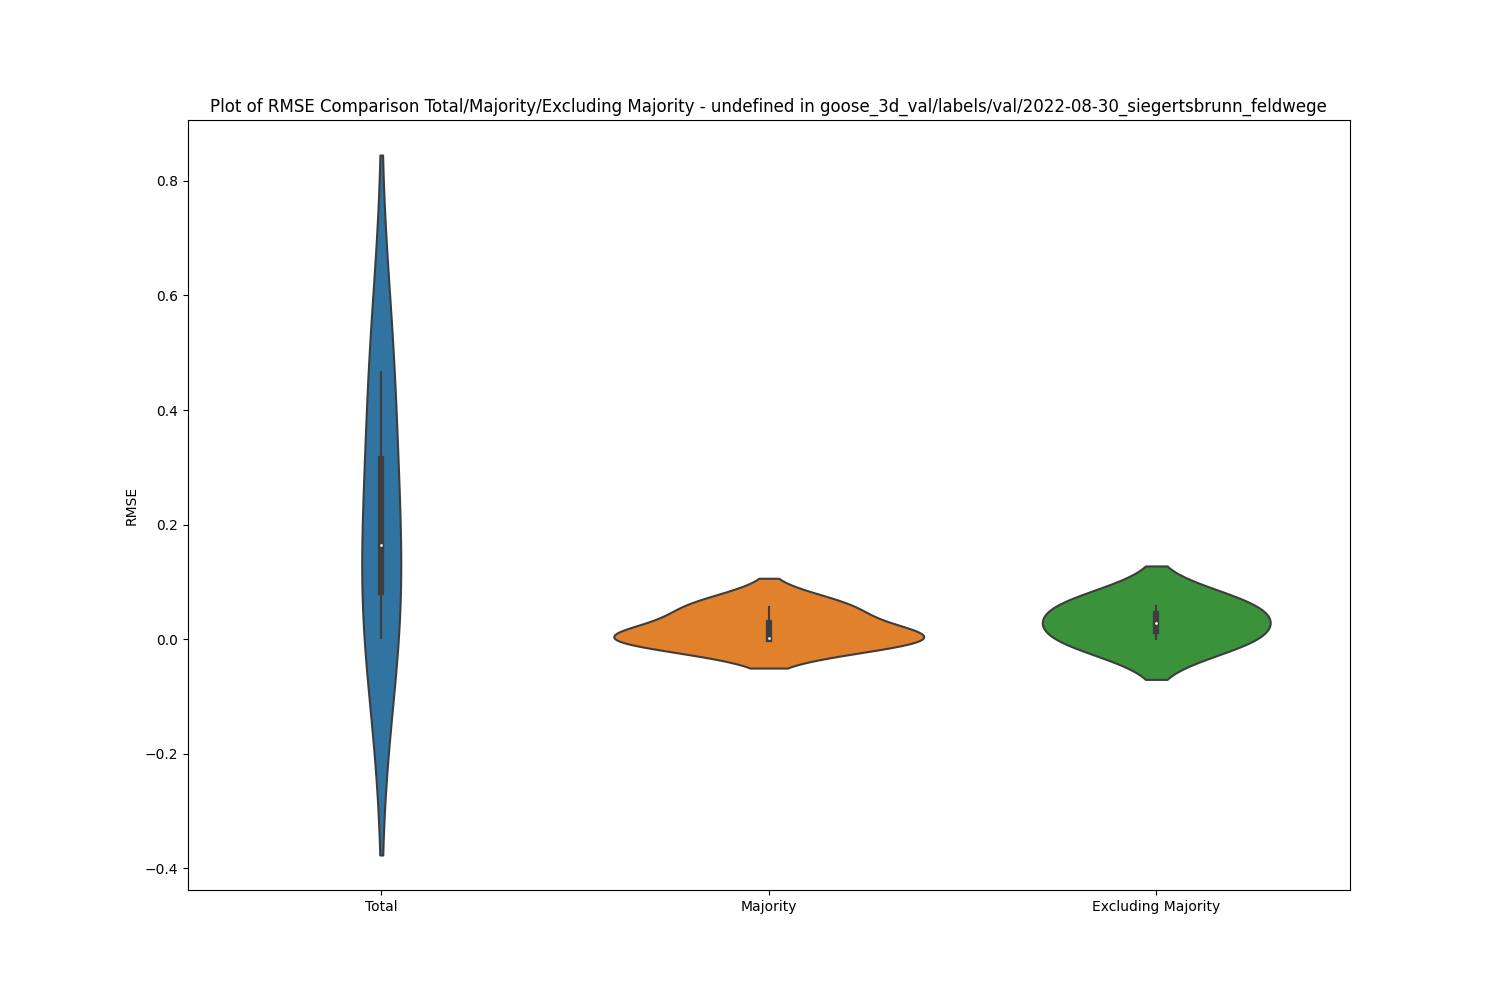 Plot of RMSE Comparison Total/Majority/Excluding Majority - undefined in goose_3d_val/labels/val/2022-08-30_siegertsbrunn_feldwege
0.8
0.6
0.4
0.2
0.0
−0.2
−0.4
RMSE
Total
Majority
Excluding Majority